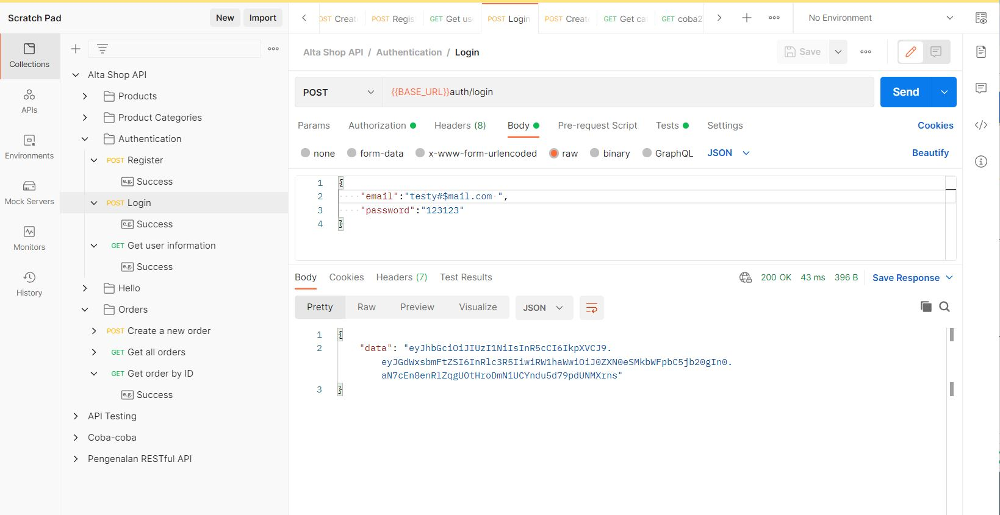 Scratch Pad
New
Import
POST Regis
GET Get us
POST Login
POST Create
GET Get ca
GET coba2
No Environment
Collections
APIs
Environments
Mock Servers
Monitors
History
Alta Shop API
Products
Product Categories
Authentication
POST Register
e.g. Success
POST Login
e.g. Success
GET Get user information
e.g. Success
Hello
Orders
POST Create a new order
GET Get all orders
GET Get order by ID
e.g. Success
API Testing
Coba-coba
Pengenalan RESTful API
Alta Shop API / Authentication / Login
Save
POST
{{BASE_URL}}auth/login
Send
Params Authorization Headers (8) Body Pre-request Script Tests Settings
Cookies
none form-data x-www-form-urlencoded raw binary GraphQL JSON
Beautify
1 {
2 "email":"testy#$mail.com ",
3 "password":"123123"
4 }
Body Cookies Headers (7) Test Results
200 OK 43 ms 396 B Save Response
Pretty Raw Preview Visualize JSON
1 {
2 "data": "eyJhbGciOiJIUzI1NiIsInR5cCI6IkpXVCJ9.
eyJGdWxsbmFtZSI6InRlc3R5IiwiRW1haWwiOiJ0ZXN0eSMkbWFpbC5jb20gIn0.
aN7cEn8enRlZqgUOtHroDmN1UCYndu5d79pdUNMXrns"
3 }